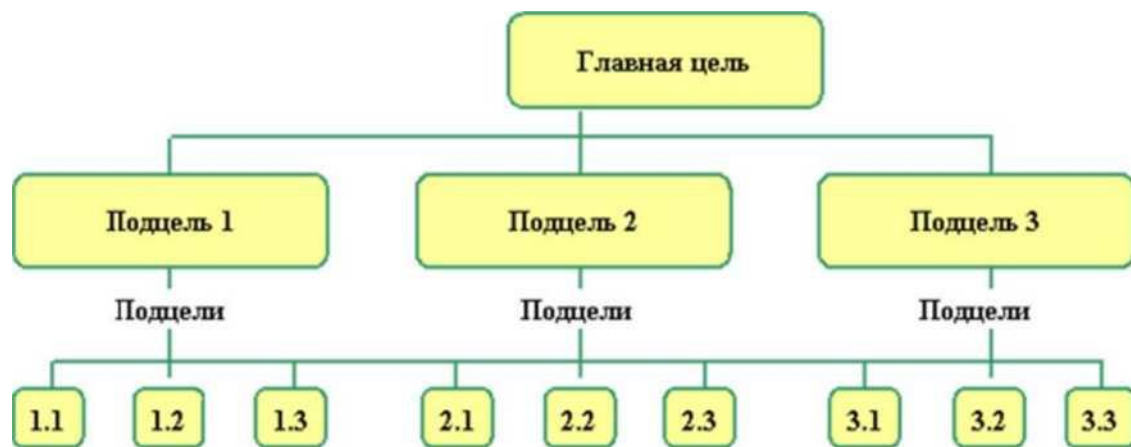 Главная цель
Подцель 1
Подцель 2
Подцель 3
Подцели
Подцели
Подцели
1.1
1.2
1.3
2.1
2.2
2.3
3.1
3.2
3.3